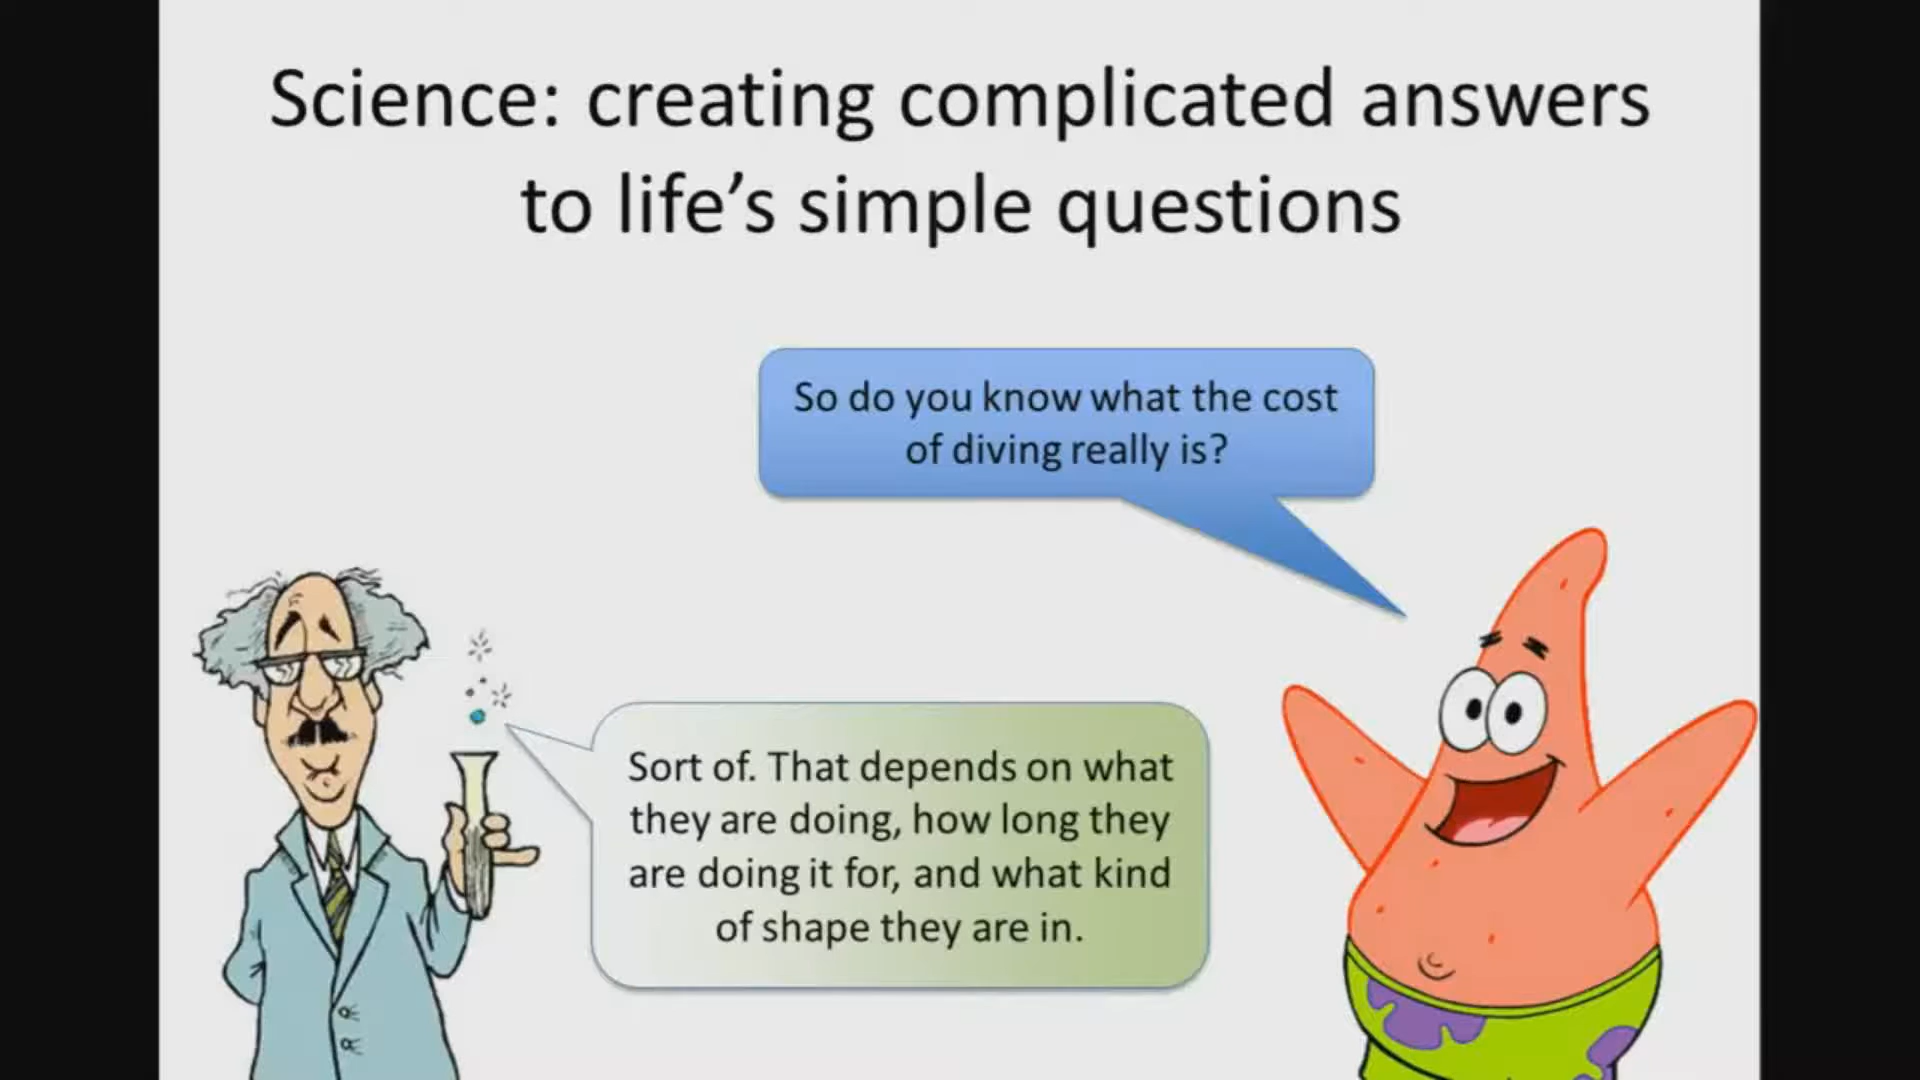 Science: creating complicated answers
to life’s simple questions
So do you know what the cost
of diving really is?
Sort of. That depends on what
they are doing, how long they
are doing it for, and what kind
of shape they are in.